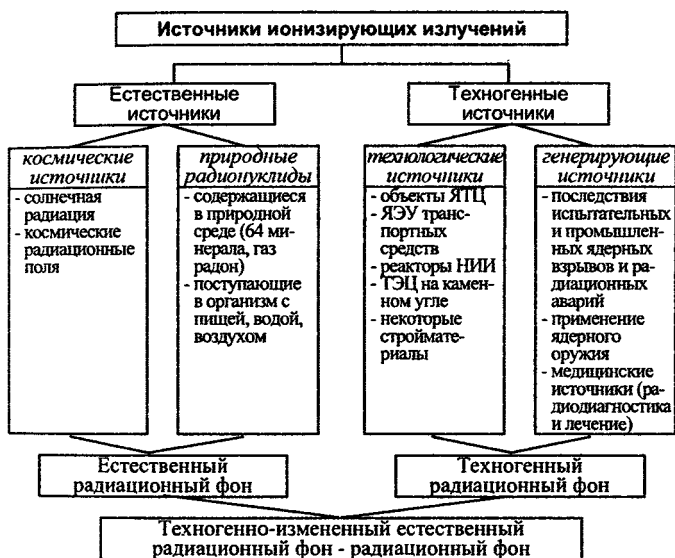 Источники ионизирующих излучений
Естественные
источники
Техногенные
источники
космические
источники
- солнечная
радиация
- космические
радиационные
поля
природные
радионуклиды
- содержащиеся
в природной
среде (64 ми-
нерала, газ
радон)
- поступающие
в организм с
пищей, водой,
воздухом
технологические
источники
- объекты ЯТЦ
- ЯЭУ транс-
портных
средств
- реакторы НИИ
- ТЭЦ на камен-
ном угле
- некоторые
строймате-
риалы
генерирующие
источники
- последствия
испытательных
и промышлен-
ных ядерных
взрывов и ра-
диационных
аварий
- применение
ядерного
оружия
- медицинские
источники (ра-
диодиагностика
и лечение)
Естественный
радиационный фон
Техногенный
радиационный фон
Техногенно-измененный естественный
радиационный фон - радиационный фон